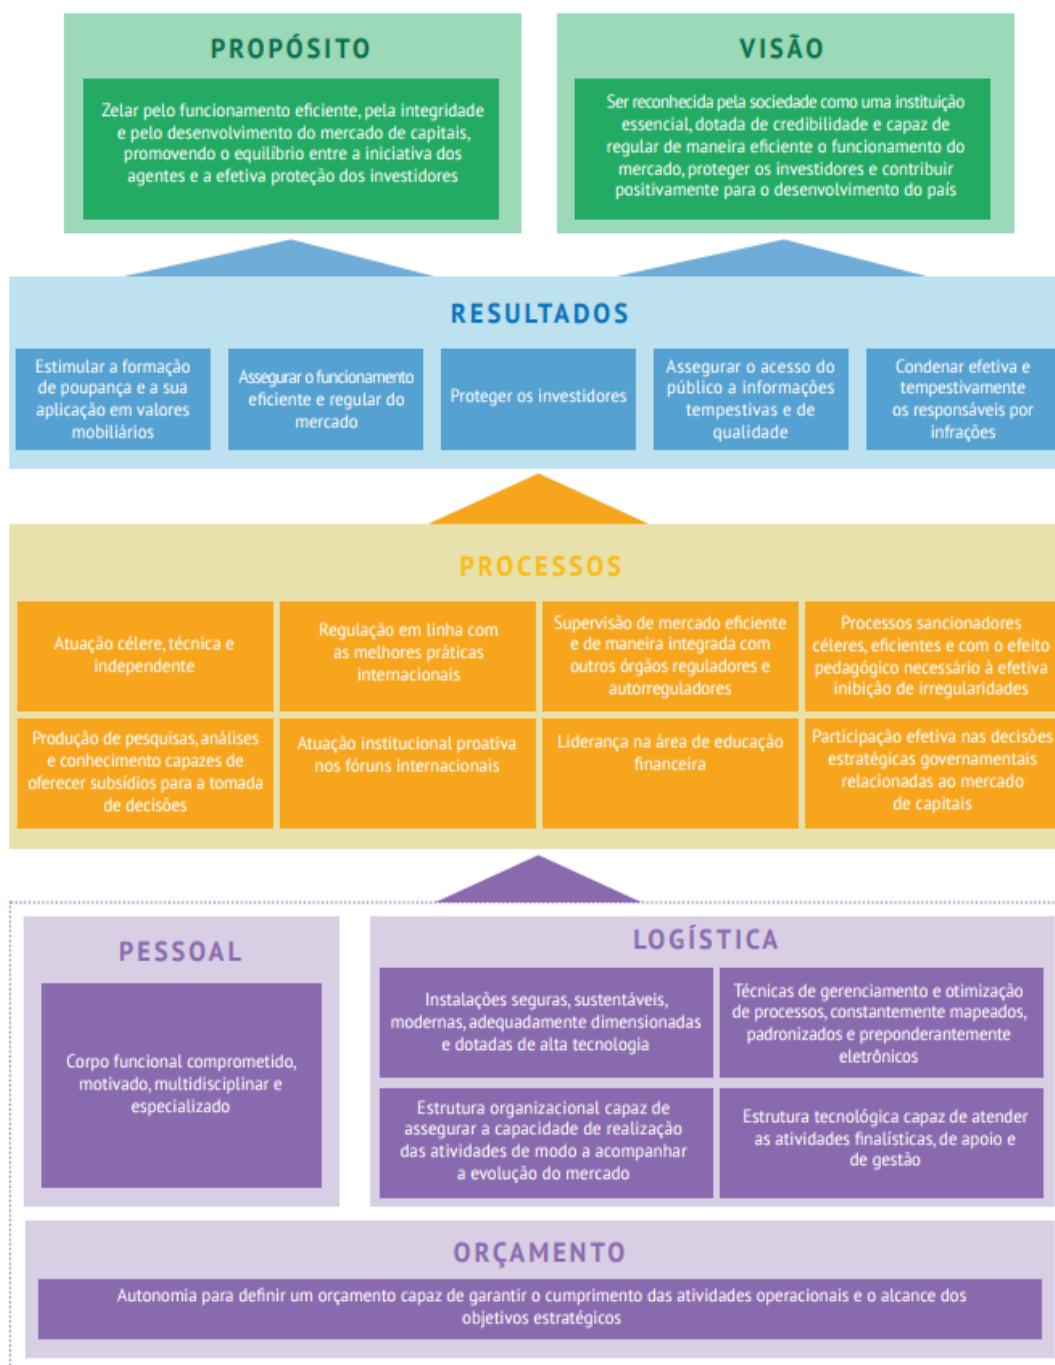 PROPÓSITO
Zelar pelo funcionamento eficiente, pela integridade
e pelo desenvolvimento do mercado de capitais,
promovendo o equilíbrio entre a iniciativa dos
agentes e a efetiva proteção dos investidores
VISÃO
Ser reconhecida pela sociedade como uma instituição
essencial, dotada de credibilidade e capaz de
regular de maneira eficiente o funcionamento do
mercado, proteger os investidores e contribuir
positivamente para o desenvolvimento do país
RESULTADOS
Estimular a formação
de poupança e a sua
aplicação em valores
mobiliários
Assegurar o funcionamento
eficiente e regular do
mercado
Proteger os investidores
Assegurar o acesso do
público a informações
tempestivas e de
qualidade
Condenar efetiva e
tempestivamente
os responsáveis por
infrações
PROCESSOS
Atuação célere, técnica e
independente
Regulação em linha com
as melhores práticas
internacionais
Supervisão de mercado eficiente
e de maneira integrada com
outros órgãos reguladores e
autorreguladores
Processos sancionadores
céleres, eficientes e com o efeito
pedagógico necessário à efetiva
inibição de irregularidades
Produção de pesquisas, análises
e conhecimento capazes de
oferecer subsídios para a tomada
de decisões
Atuação institucional proativa
nos fóruns internacionais
Liderança na área de educação
financeira
Participação efetiva nas decisões
estratégicas governamentais
relacionadas ao mercado
de capitais
PESSOAL
Corpo funcional comprometido,
motivado, multidisciplinar e
especializado
LOGÍSTICA
Instalações seguras, sustentáveis,
modernas, adequadamente dimensionadas
e dotadas de alta tecnologia
Técnicas de gerenciamento e otimização
de processos, constantemente mapeados,
padronizados e preponderantemente
eletrônicos
Estrutura organizacional capaz de
assegurar a capacidade de realização
das atividades de modo a acompanhar
a evolução do mercado
Estrutura tecnológica capaz de atender
as atividades finalísticas, de apoio e
de gestão
ORÇAMENTO
Autonomia para definir um orçamento capaz de garantir o cumprimento das atividades operacionais e o alcance dos
objetivos estratégicos